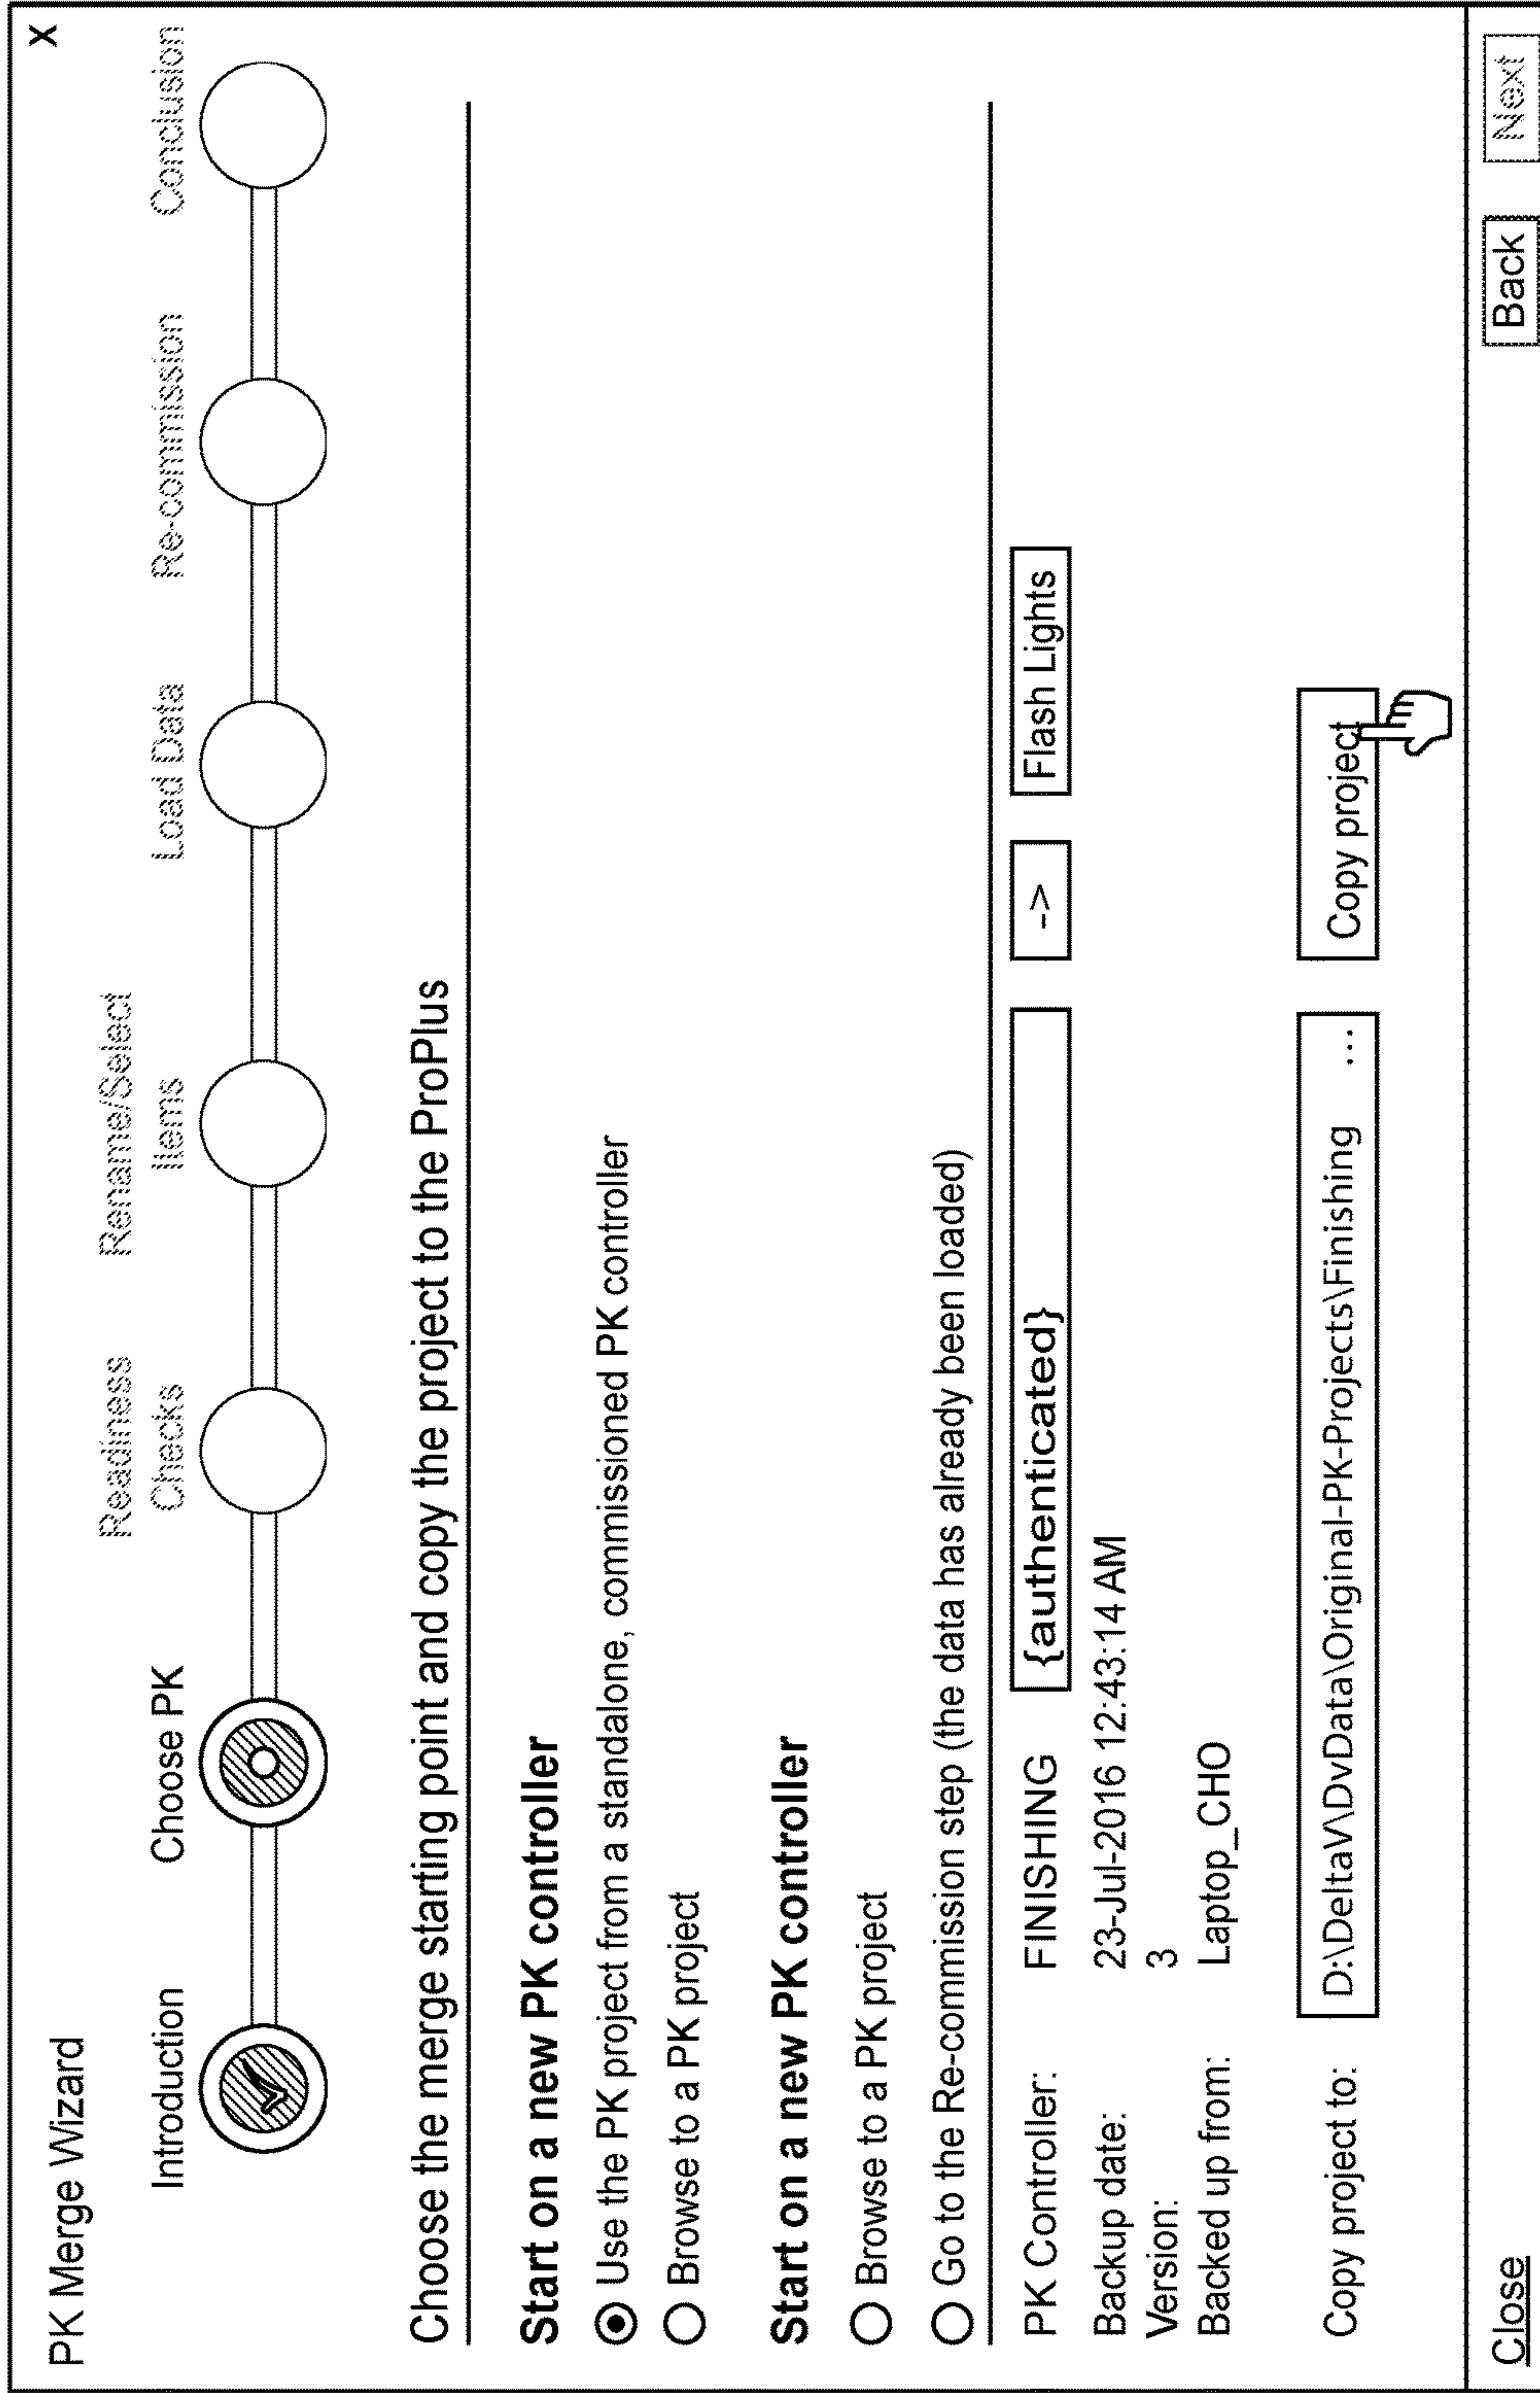 PK Merge Wizard X
Readiness Rename/Select
Introduction Choose PK Checks Items Load Data Re-commission Conclusion
Choose the merge starting point and copy the project to the ProPlus
Start on a new PK controller
Use the PK project from a standalone, commissioned PK controller
Browse to a PK project
Start on a new PK controller
Browse to a PK project
Go to the Re-commission step (the data has already been loaded)
PK Controller: FINISHING {authenticated} -> Flash Lights
Backup date: 23-Jul-2016 12:43:14 AM
Version: 3
Backed up from: Laptop_CHO
Copy project to: D:\DeltaV\DvData\Original-PK-Projects\Finishing ... Copy project
Close Back Next